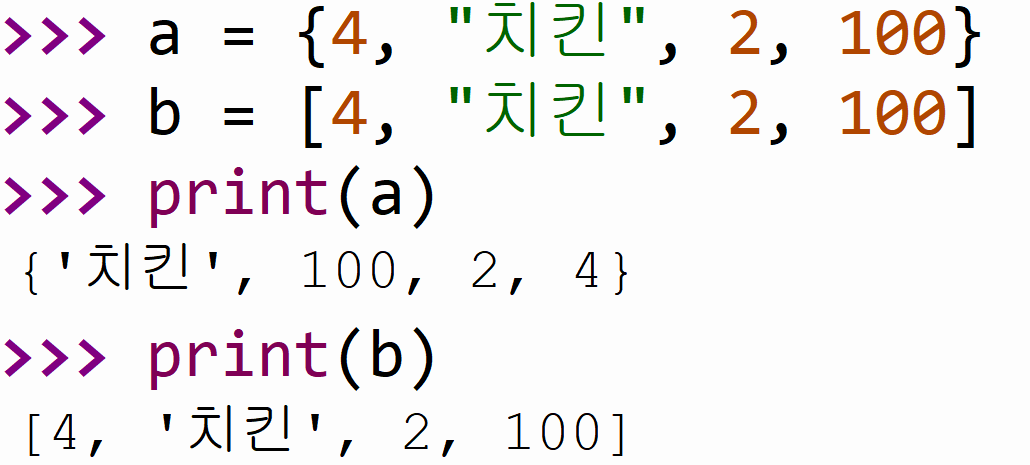 >>> a = {4, "치킨", 2, 100}
>>> b = [4, "치킨", 2, 100]
>>> print(a)
{'치킨', 100, 2, 4}
>>> print(b)
[4, '치킨', 2, 100]